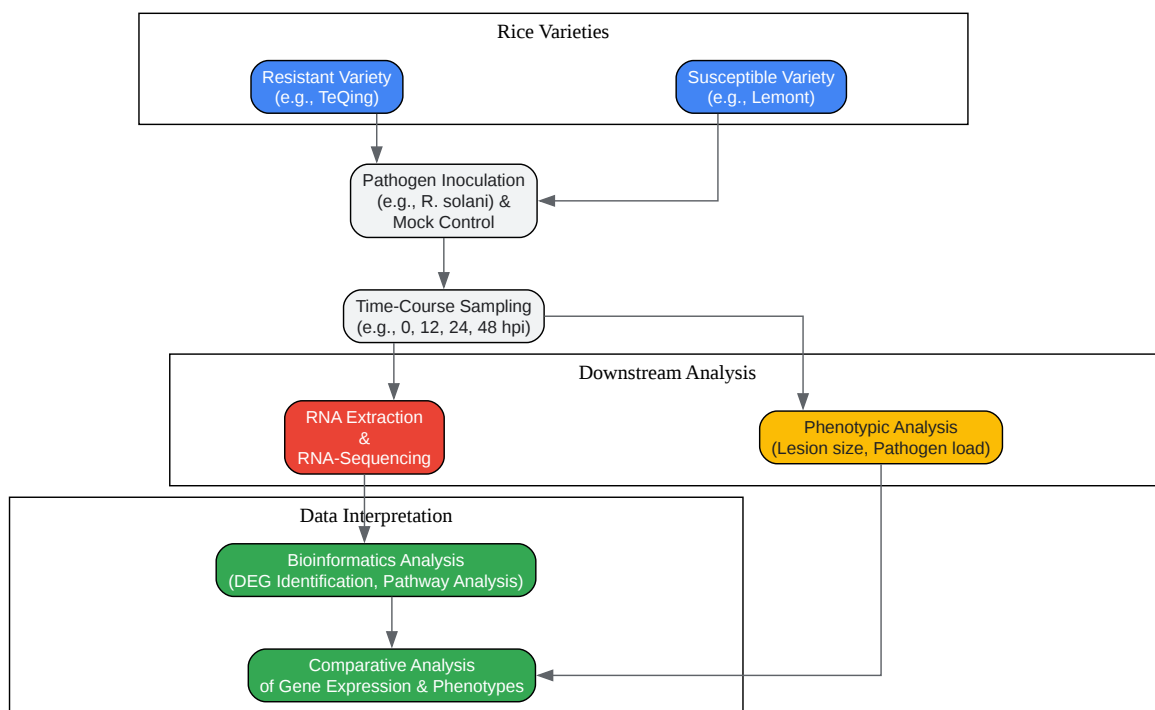 Rice Varieties
Resistant Variety
(e.g., TeQing)
Susceptible Variety
(e.g., Lemont)
Pathogen Inoculation
(e.g., R. solani) &
Mock Control
Time-Course Sampling
(e.g., 0, 12, 24, 48 hpi)
Downstream Analysis
RNA Extraction
&
RNA-Sequencing
Phenotypic Analysis
(Lesion size, Pathogen load)
Data Interpretation
Bioinformatics Analysis
(DEG Identification, Pathway Analysis)
Comparative Analysis
of Gene Expression & Phenotypes